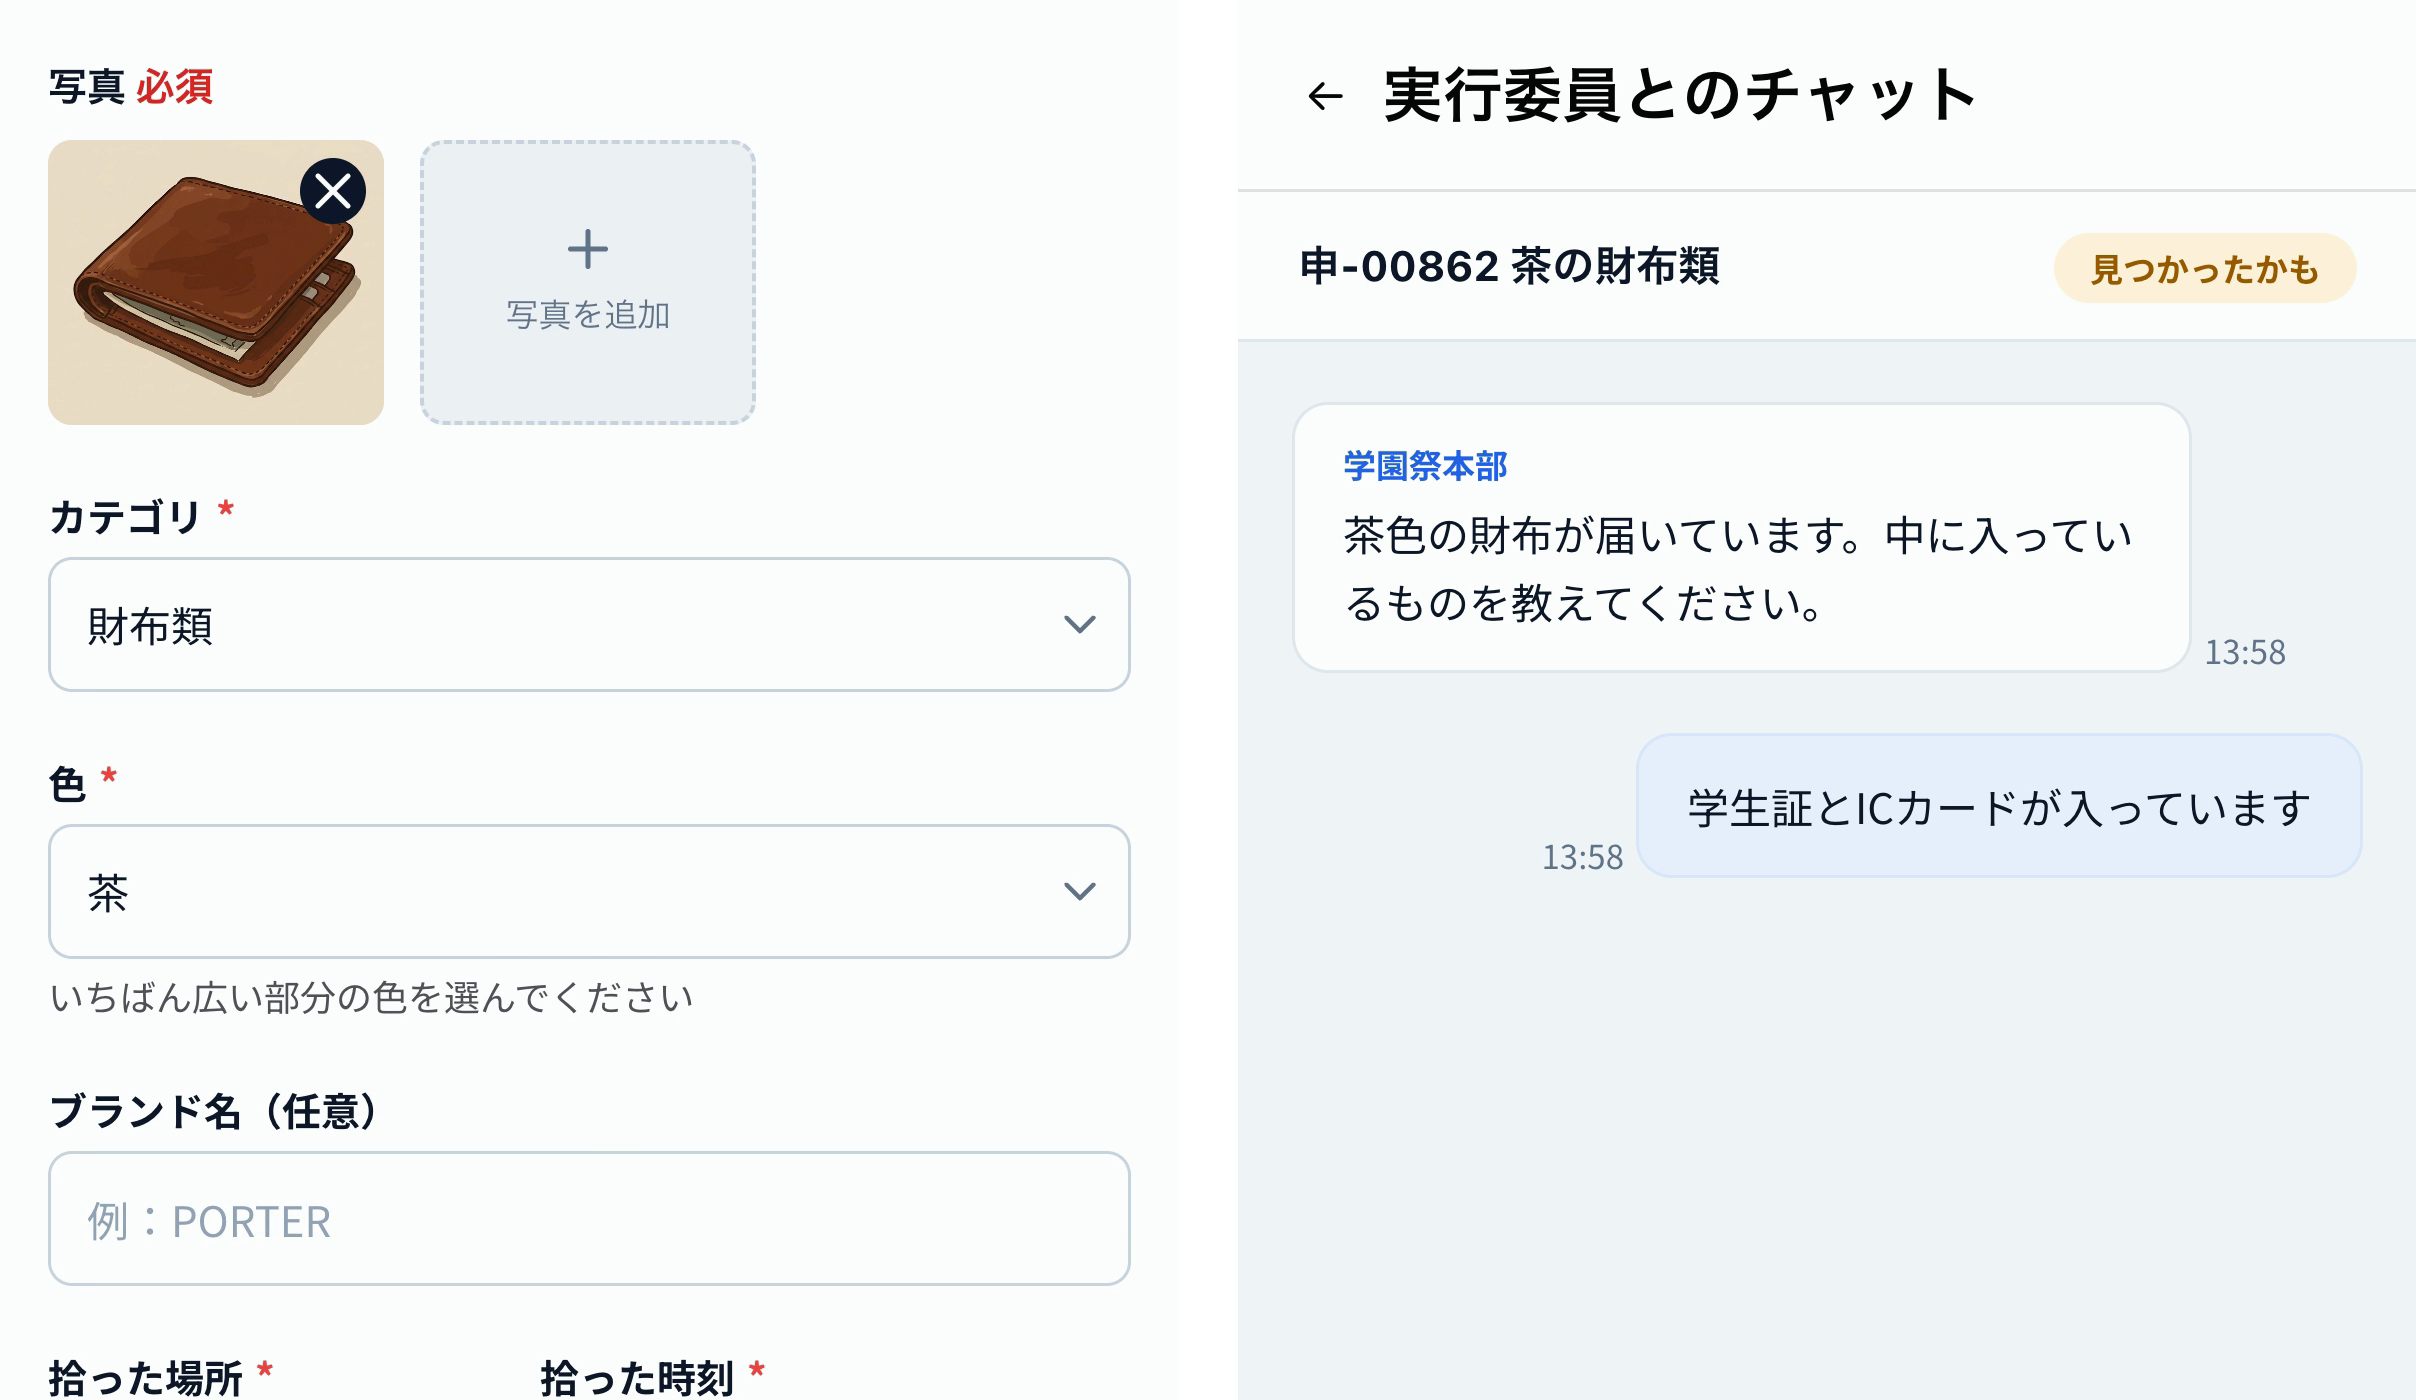 写真 必須
写真を追加
カテゴリ *
財布類
色 *
茶
いちばん広い部分の色を選んでください
ブランド名（任意）
例：PORTER
拾った場所 *
拾った時刻 *
実行委員とのチャット
申-00862 茶の財布類
見つかったかも
学園祭本部
茶色の財布が届いています。中に入ってい
るものを教えてください。
13:58
学生証とICカードが入っています
13:58